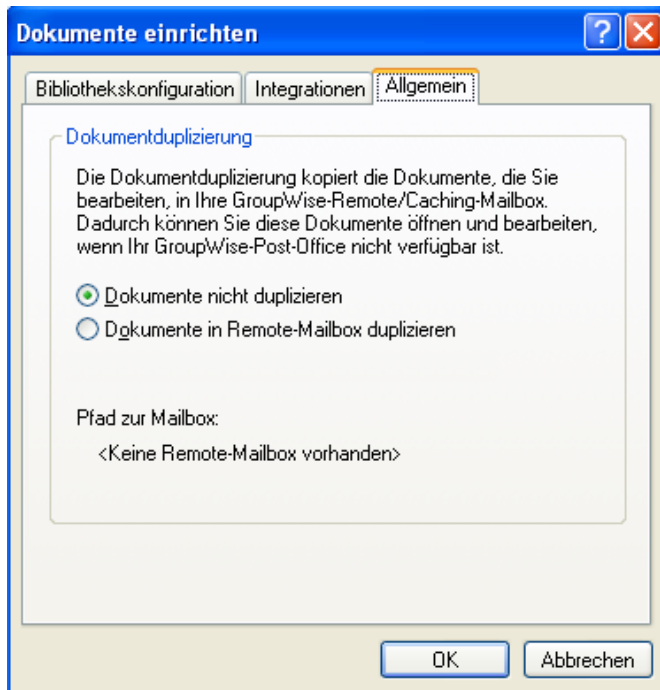 Dokumente einrichten
Bibliothekskonfiguration Integrationen Allgemein
Dokumentduplizierung
Die Dokumentduplizierung kopiert die Dokumente, die Sie
bearbeiten, in Ihre GroupWise-Remote/Caching-Mailbox.
Dadurch können Sie diese Dokumente öffnen und bearbeiten,
wenn Ihr GroupWise-Post-Office nicht verfügbar ist.
Dokumente nicht duplizieren
Dokumente in Remote-Mailbox duplizieren
Pfad zur Mailbox:
<Keine Remote-Mailbox vorhanden>
OK Abbrechen